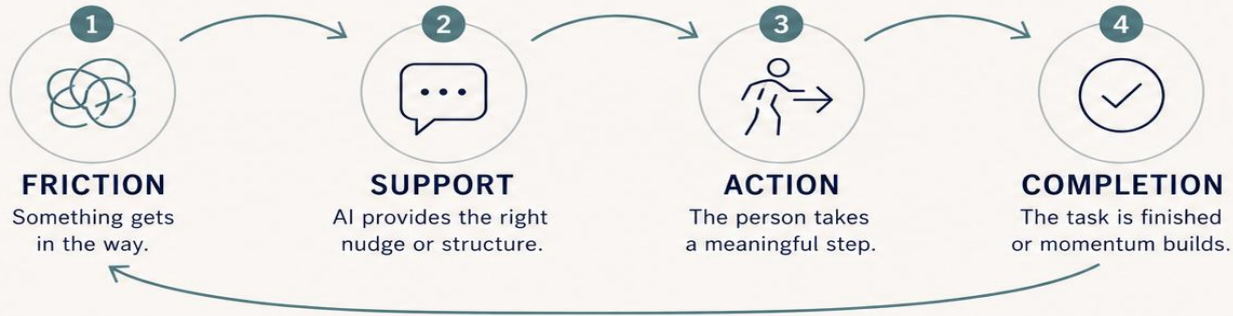 1
2
3
4
FRICTION
Something gets
in the way.
SUPPORT
AI provides the right
nudge or structure.
ACTION
The person takes
a meaningful step.
COMPLETION
The task is finished
or momentum builds.